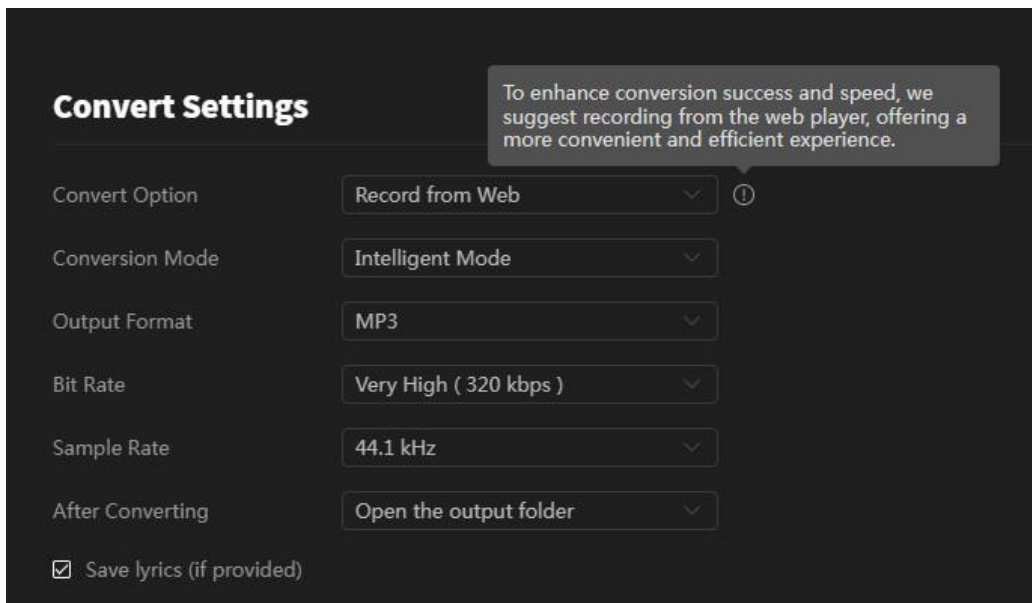 To enhance conversion success and speed, we
suggest recording from the web player, offering a
more convenient and efficient experience.
Convert Settings
Convert Option Record from Web
Conversion Mode Intelligent Mode
Output Format MP3
Bit Rate Very High ( 320 kbps )
Sample Rate 44.1 kHz
After Converting Open the output folder
Save lyrics (if provided)